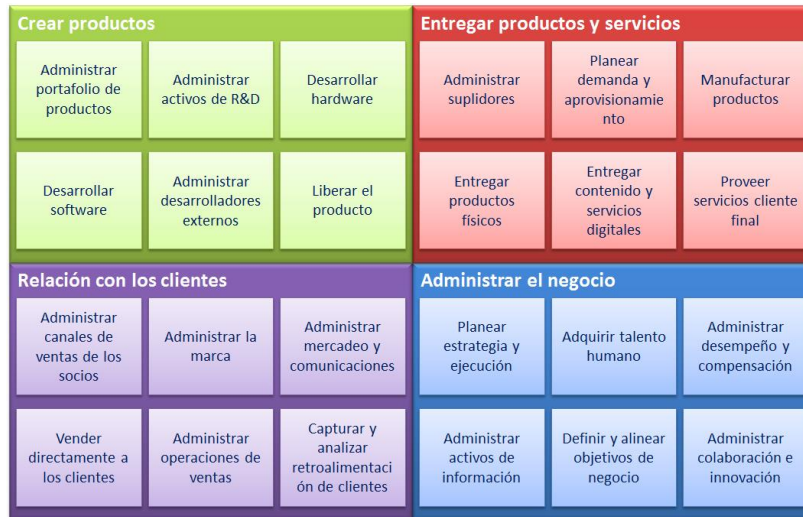 Crear productos
Administrar
portafolio de
productos
Administrar
activos de R&D
Desarrollar
hardware
Desarrollar
software
Administrar
desarrolladores
externos
Liberar el
producto
Entregar productos y servicios
Administrar
suplidores
Planear
demanda y
aprovisionamie
nto
Manufacturar
productos
Entregar
productos
físicos
Entregar
contenido y
servicios
digitales
Proveer
servicios cliente
final
Relación con los clientes
Administrar
canales de
ventas de los
socios
Administrar la
marca
Administrar
mercadeo y
comunicaciones
Vender
directamente a
los clientes
Administrar
operaciones de
ventas
Capturar y
analizar
retroalimentaci
ón de clientes
Administrar el negocio
Planear
estrategia y
ejecución
Adquirir talento
humano
Administrar
desempeño y
compensación
Administrar
activos de
información
Definir y alinear
objetivos de
negocio
Administrar
colaboración e
innovación